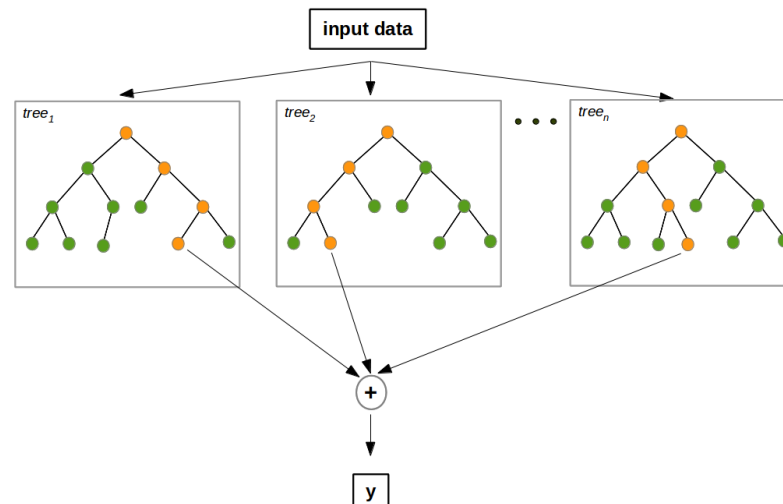 input data
tree1
tree2
• • •
treen
+
y